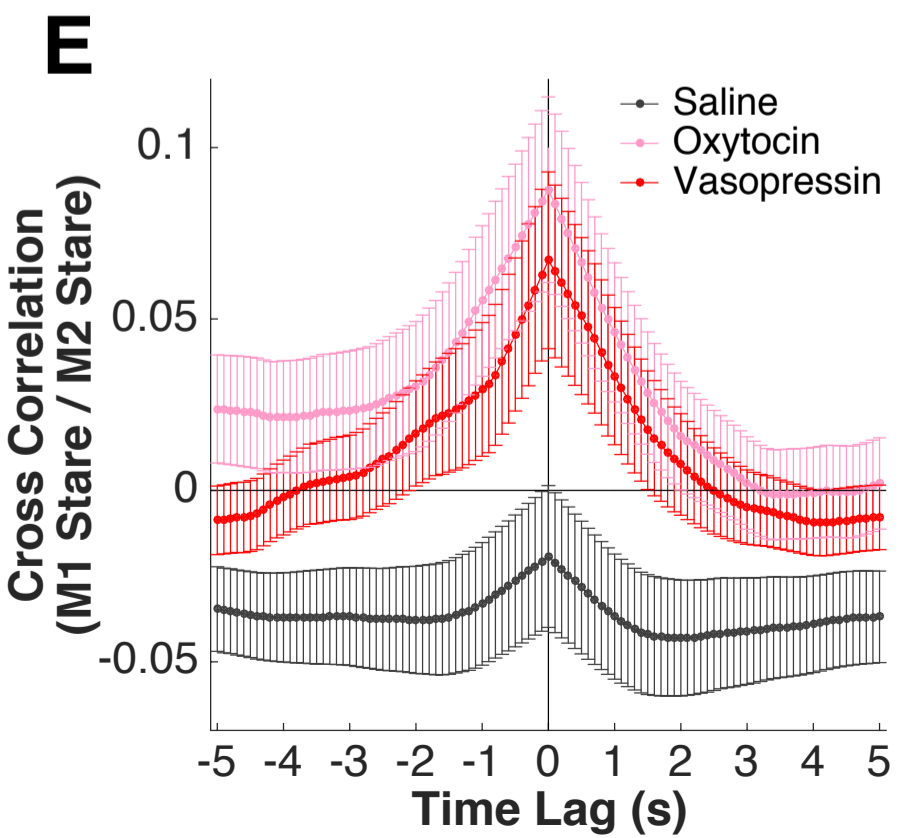 E
Saline
Oxytocin
Vasopressin
0.1
0.05
0
-0.05
Cross Correlation
(M1 Stare / M2 Stare)
-5 -4 -3 -2 -1 0 1 2 3 4 5
Time Lag (s)